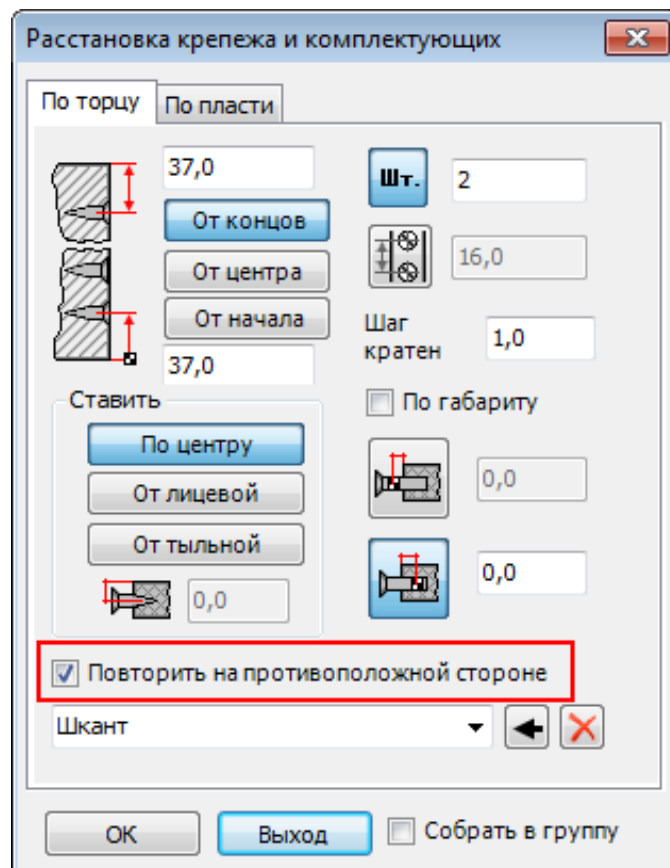 Расстановка крепежа и комплектующих
По торцу
По пласти
37,0
От концов
От центра
От начала
37,0
Шт.
2
16,0
Шаг
кратен
1,0
Ставить
По центру
От лицевой
От тыльной
0,0
По габариту
0,0
0,0
Повторить на противоположной стороне
Шкант
ОК
Выход
Собрать в группу